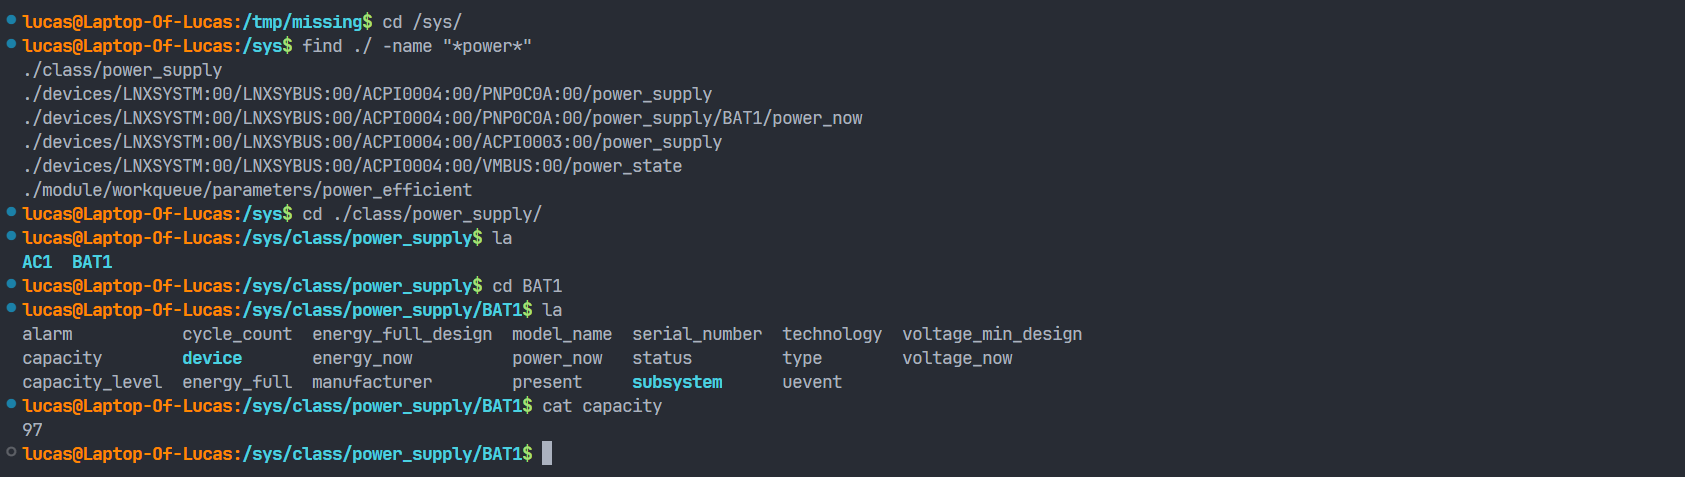 lucas@Laptop-Of-Lucas:/tmp/missing$ cd /sys/
lucas@Laptop-Of-Lucas:/sys$ find ./ -name "*power*"
./class/power_supply
./devices/LNXSYSTM:00/LNXSYBUS:00/ACPI0004:00/PNP0C0A:00/power_supply
./devices/LNXSYSTM:00/LNXSYBUS:00/ACPI0004:00/PNP0C0A:00/power_supply/BAT1/power_now
./devices/LNXSYSTM:00/LNXSYBUS:00/ACPI0004:00/ACPI0003:00/power_supply
./devices/LNXSYSTM:00/LNXSYBUS:00/ACPI0004:00/VMBUS:00/power_state
./module/workqueue/parameters/power_efficient
lucas@Laptop-Of-Lucas:/sys$ cd ./class/power_supply/
lucas@Laptop-Of-Lucas:/sys/class/power_supply$ la
AC1  BAT1
lucas@Laptop-Of-Lucas:/sys/class/power_supply$ cd BAT1
lucas@Laptop-Of-Lucas:/sys/class/power_supply/BAT1$ la
alarm           cycle_count  energy_full_design  model_name  serial_number  technology  voltage_min_design
capacity        device       energy_now          power_now   status         type        voltage_now
capacity_level  energy_full  manufacturer        present     subsystem      uevent
lucas@Laptop-Of-Lucas:/sys/class/power_supply/BAT1$ cat capacity
97
lucas@Laptop-Of-Lucas:/sys/class/power_supply/BAT1$